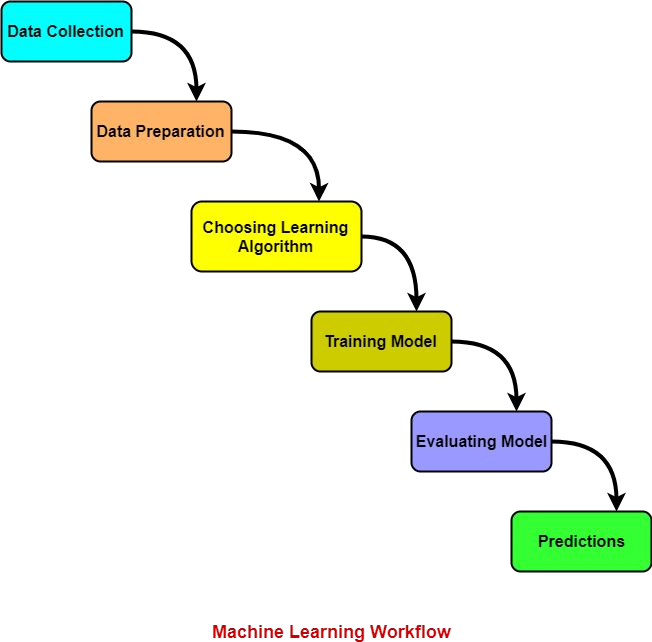 Data Collection
Data Preparation
Choosing Learning
Algorithm
Training Model
Evaluating Model
Predictions
Machine Learning Workflow